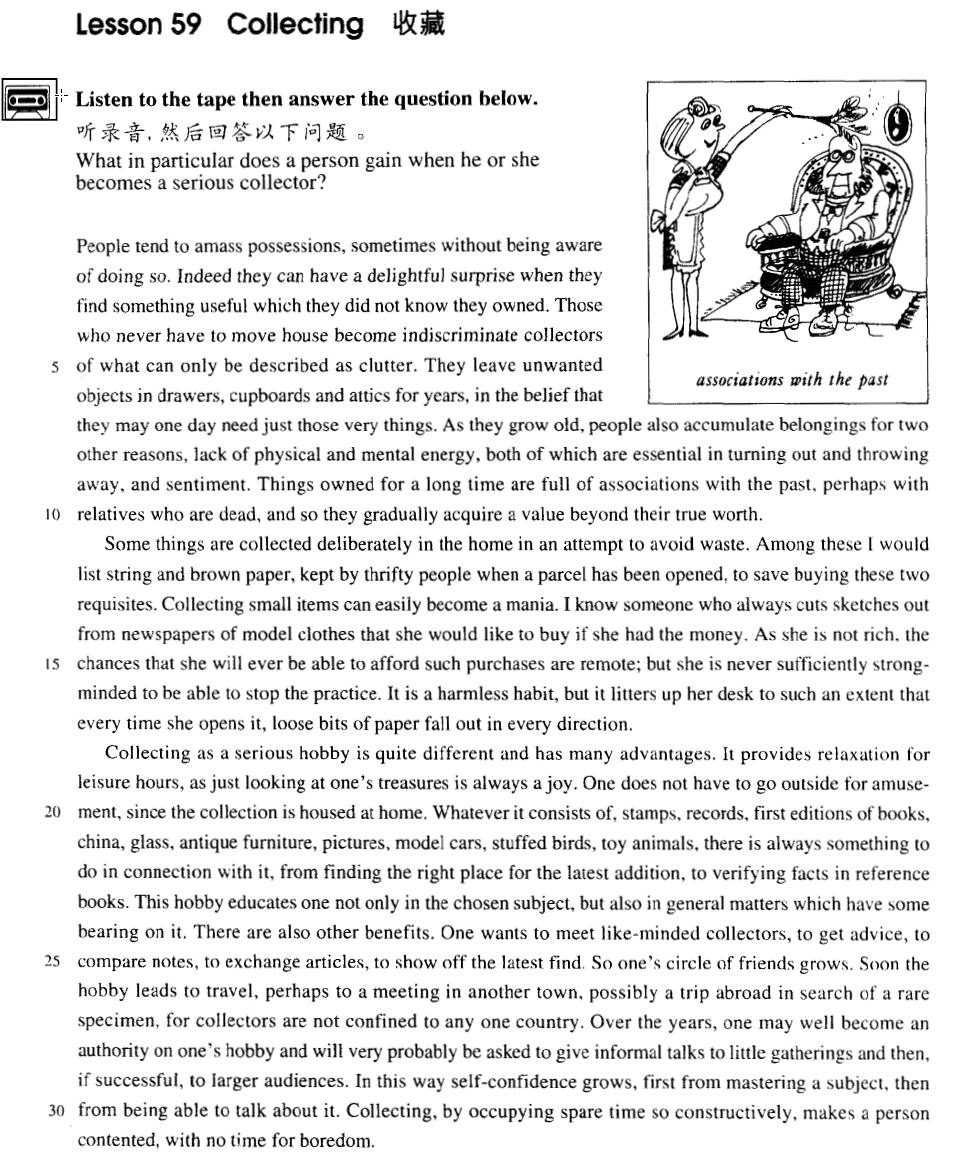 Lesson 59 Collecting 收藏
Listen to the tape then answer the question below.
听录音，然后回答以下问题。
What in particular does a person gain when he or she
becomes a serious collector?
People tend to amass possessions, sometimes without being aware
of doing so. Indeed they can have a delightful surprise when they
find something useful which they did not know they owned. Those
who never have to move house become indiscriminate collectors
5 of what can only be described as clutter. They leave unwanted
objects in drawers, cupboards and attics for years, in the belief that
associations with the past
they may one day need just those very things. As they grow old, people also accumulate belongings for two
other reasons, lack of physical and mental energy, both of which are essential in turning out and throwing
away, and sentiment. Things owned for a long time are full of associations with the past, perhaps with
10 relatives who are dead, and so they gradually acquire a value beyond their true worth.
Some things are collected deliberately in the home in an attempt to avoid waste. Among these I would
list string and brown paper, kept by thrifty people when a parcel has been opened, to save buying these two
requisites. Collecting small items can easily become a mania. I know someone who always cuts sketches out
from newspapers of model clothes that she would like to buy if she had the money. As she is not rich, the
15 chances that she will ever be able to afford such purchases are remote; but she is never sufficiently strong-
minded to be able to stop the practice. It is a harmless habit, but it litters up her desk to such an extent that
every time she opens it, loose bits of paper fall out in every direction.
Collecting as a serious hobby is quite different and has many advantages. It provides relaxation for
leisure hours, as just looking at one's treasures is always a joy. One does not have to go outside for amuse-
20 ment, since the collection is housed at home. Whatever it consists of, stamps, records, first editions of books,
china, glass, antique furniture, pictures, model cars, stuffed birds, toy animals, there is always something to
do in connection with it, from finding the right place for the latest addition, to verifying facts in reference
books. This hobby educates one not only in the chosen subject, but also in general matters which have some
bearing on it. There are also other benefits. One wants to meet like-minded collectors, to get advice, to
25 compare notes, to exchange articles, to show off the latest find. So one's circle of friends grows. Soon the
hobby leads to travel, perhaps to a meeting in another town, possibly a trip abroad in search of a rare
specimen, for collectors are not confined to any one country. Over the years, one may well become an
authority on one's hobby and will very probably be asked to give informal talks to little gatherings and then,
if successful, to larger audiences. In this way self-confidence grows, first from mastering a subject, then
30 from being able to talk about it. Collecting, by occupying spare time so constructively, makes a person
contented, with no time for boredom.